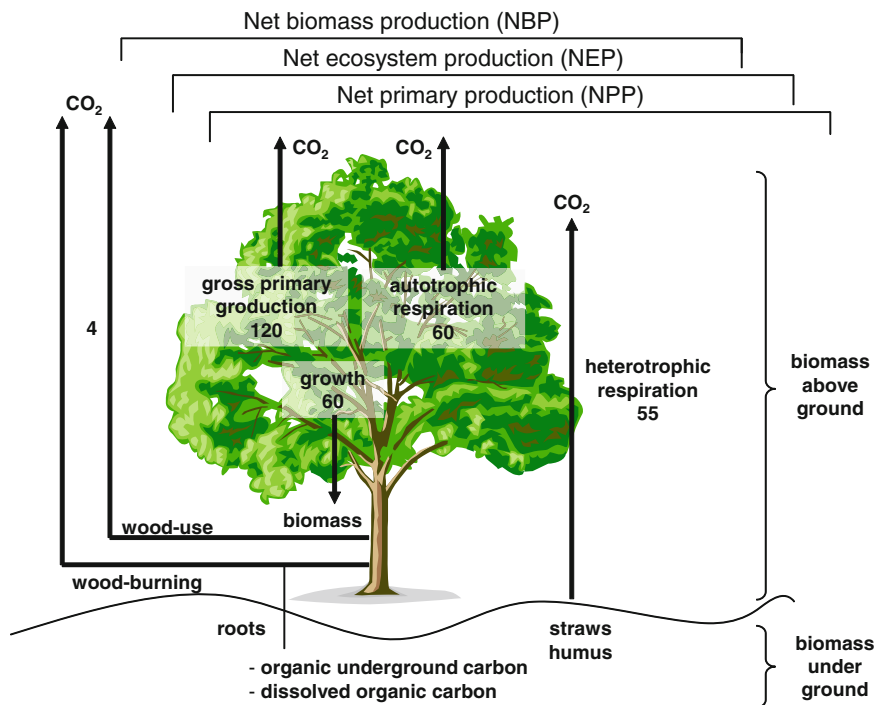 Net biomass production (NBP)
Net ecosystem production (NEP)
Net primary production (NPP)
CO2
CO2
CO2
CO2
gross primary
groduction
120
autotrophic
respiration
60
4
growth
60
heterotrophic
respiration
55
biomass
above
ground
biomass
wood-use
wood-burning
roots
straws
humus
- organic underground carbon
- dissolved organic carbon
biomass
under
ground